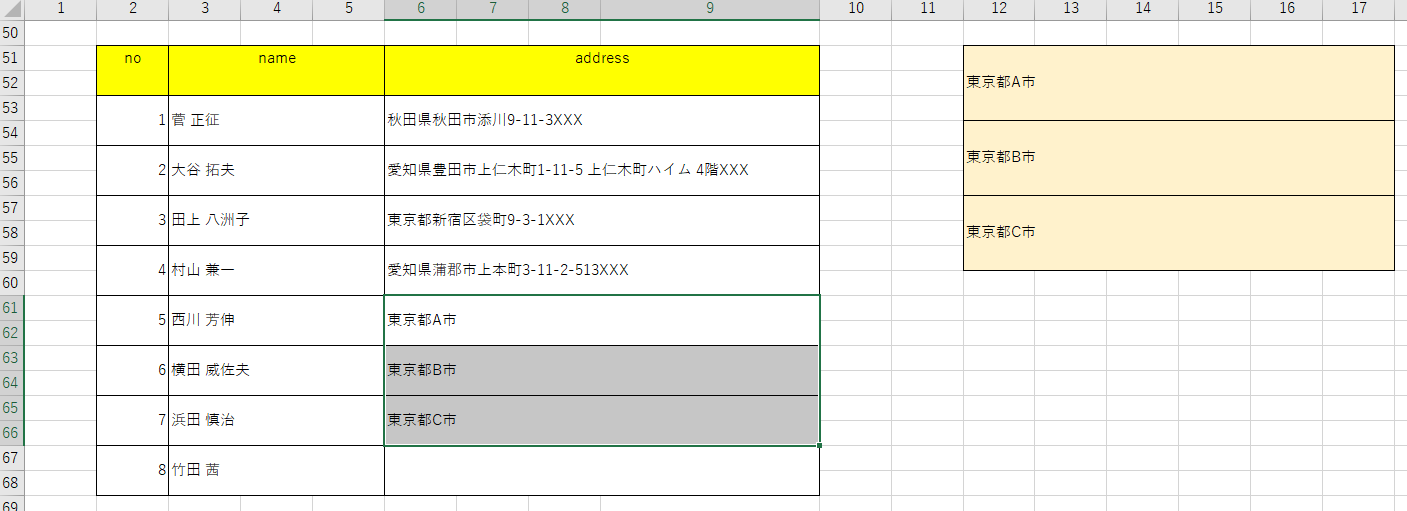 1 2 3 4 5 6 7 8 9 10 11 12 13 14 15 16 17
50
51 no name address
52 東京都A市
53
1 菅 正征 秋田県秋田市添川9-11-3XXX
54
55 東京都B市
2 大谷 拓夫 愛知県豊田市上仁木町1-11-5 上仁木町ハイム 4階XXX
56
57
3 田上 八洲子 東京都新宿区袋町9-3-1XXX
58 東京都C市
59
4 村山 兼一 愛知県蒲郡市上本町3-11-2-513XXX
60
61
5 西川 芳伸 東京都A市
62
63
6 横田 威佐夫 東京都B市
64
65
7 浜田 慎治 東京都C市
66
67
8 竹田 茜
68
69